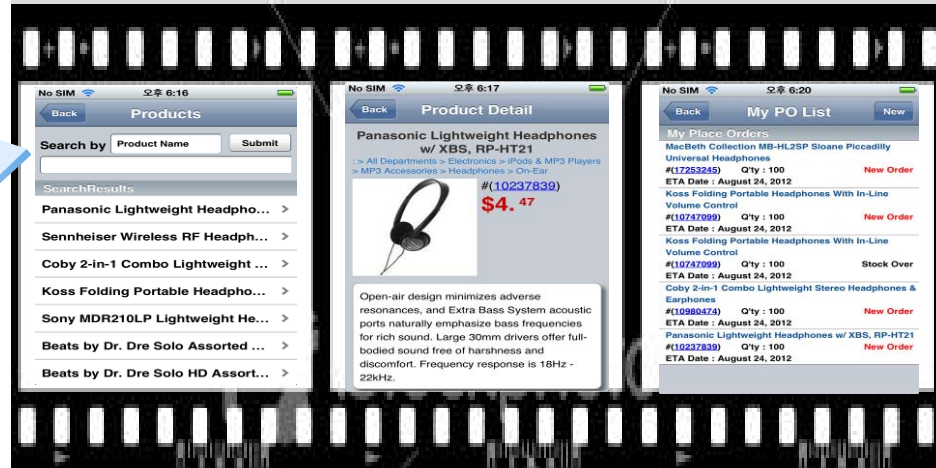 No SIM 오후 6:16
Back Products
Search by Product Name Submit
SearchResults
Panasonic Lightweight Headpho... >
Sennheiser Wireless RF Headph... >
Coby 2-in-1 Combo Lightweight ... >
Koss Folding Portable Headpho... >
Sony MDR210LP Lightweight He... >
Beats by Dr. Dre Solo Assorted ... >
Beats by Dr. Dre Solo HD Assort... >
No SIM 오후 6:17
Back Product Detail
Panasonic Lightweight Headphones
w/ XBS, RP-HT21
:> All Departments > Electronics > iPods & MP3 Players
> MP3 Accessories > Headphones > On-Ear
#(10237839)
$4. 47
Open-air design minimizes adverse
resonances, and Extra Bass System acoustic
ports naturally emphasize bass frequencies
for rich sound. Large 30mm drivers offer full-
bodied sound free of harshness and
discomfort. Frequency response is 18Hz -
22kHz.
No SIM 오후 6:20
Back My PO List New
My Place Orders
MacBeth Collection MB-HL2SP Sloane Piccadilly
Universal Headphones
#(17253245) Q'ty : 100 New Order
ETA Date : August 24, 2012
Koss Folding Portable Headphones With In-Line
Volume Control
#(10747099) Q'ty : 100 New Order
ETA Date : August 24, 2012
Koss Folding Portable Headphones With In-Line
Volume Control
#(10747099) Q'ty : 100 Stock Over
ETA Date : August 24, 2012
Coby 2-in-1 Combo Lightweight Stereo Headphones &
Earphones
#(10980474) Q'ty : 100 New Order
ETA Date : August 24, 2012
Panasonic Lightweight Headphones w/ XBS, RP-HT21
#(10237839) Q'ty : 100 New Order
ETA Date : August 24, 2012